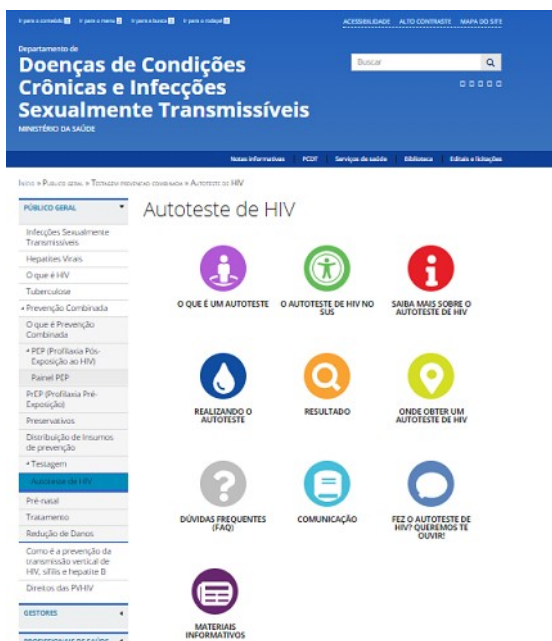 Ir para o conteúdo 1 Ir para o menu 2 Ir para a busca 3 Ir para o rodapé 4
ACESSIBILIDADE ALTO CONTRASTE MAPA DO SITE
Departamento de
Doenças de Condições
Crônicas e Infecções
Sexualmente Transmissíveis
MINISTÉRIO DA SAÚDE
Buscar
Notas informativas PCDT Serviços de saúde Biblioteca Editais e licitações
Início » Público geral » Testagem prevencao combinada » Autoteste de HIV
PÚBLICO GERAL
Infecções Sexualmente
Transmissíveis
Hepatites Virais
O que é HIV
Tuberculose
Prevenção Combinada
O que é Prevenção
Combinada
PEP (Profilaxia Pós-
Exposição ao HIV)
Painel PEP
PrEP (Profilaxia Pré-
Exposição)
Preservativos
Distribuição de Insumos
de prevenção
Testagem
Autoteste de HIV
Pré-natal
Tratamento
Redução de Danos
Como é a prevenção da
transmissão vertical de
HIV, sífilis e hepatite B
Direitos das PVHIV
GESTORES
PROFISSIONAIS DE SAÚDE
Autoteste de HIV
O QUE É UM AUTOTESTE
O AUTOTESTE DE HIV NO
SUS
SAIBA MAIS SOBRE O
AUTOTESTE DE HIV
REALIZANDO O
AUTOTESTE
RESULTADO
ONDE OBTER UM
AUTOTESTE DE HIV
DÚVIDAS FREQUENTES
(FAQ)
COMUNICAÇÃO
FEZ O AUTOTESTE DE
HIV? QUEREMOS TE
OUVIR!
MATERIAIS
INFORMATIVOS